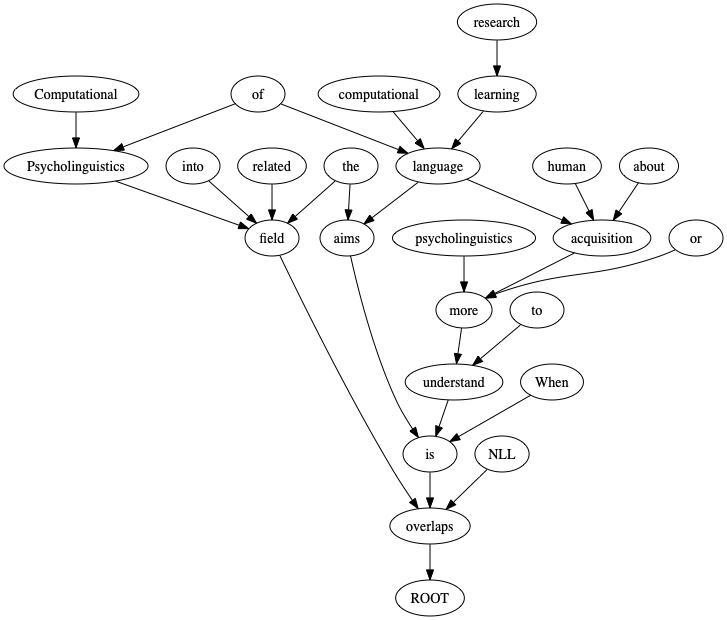 research
Computational
of
computational
learning
Psycholinguistics
into
related
the
language
human
about
field
aims
psycholinguistics
acquisition
or
more
to
understand
When
is
NLL
overlaps
ROOT